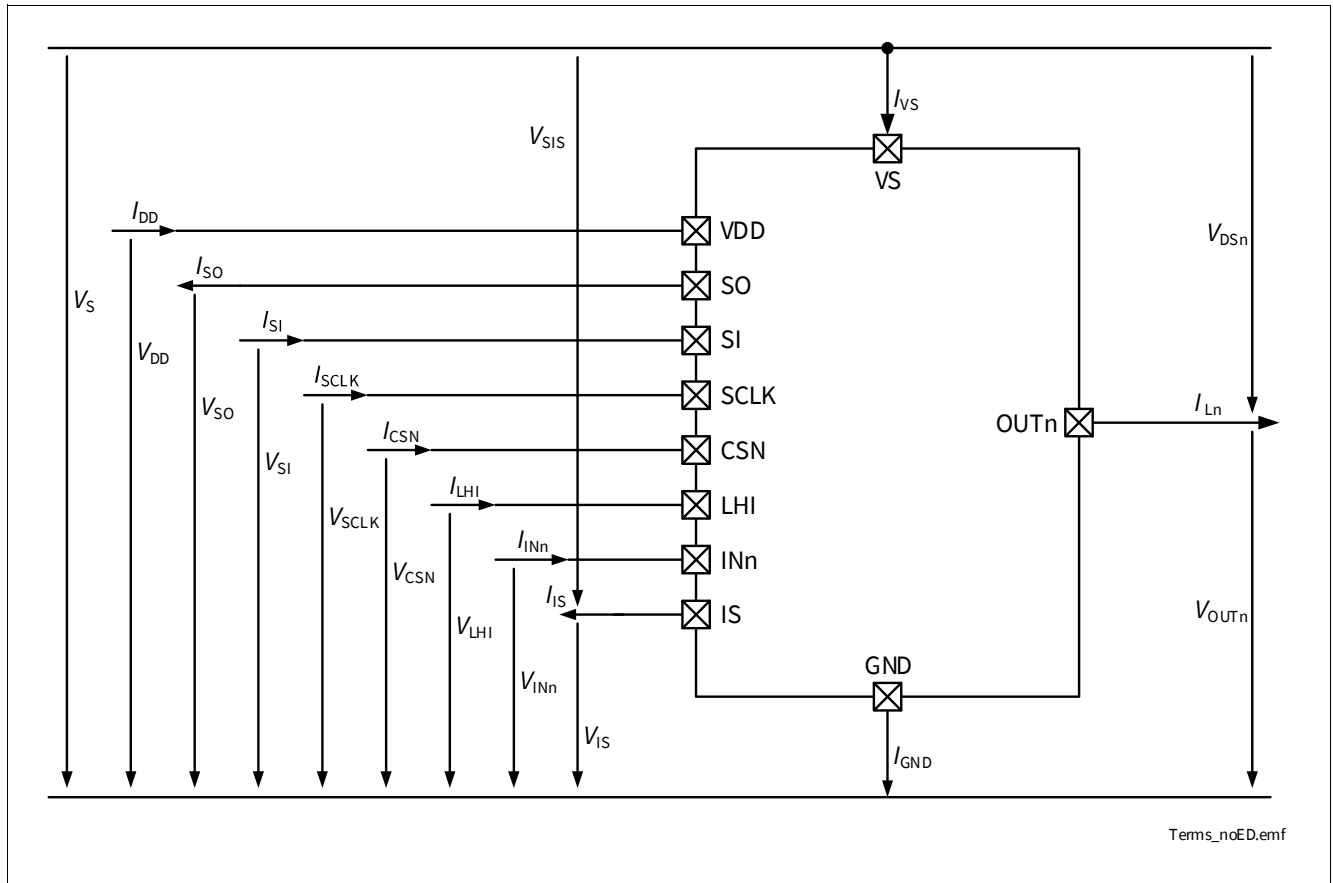 I_VS
V_SIS
VS
I_DD
VDD
V_DSn
I_SO
SO
V_S
I_SI
SI
V_DD
I_SCLK
SCLK
V_SO
I_Ln
OUTn
I_CSN
CSN
V_SI
I_LHI
LHI
V_SCLK
I_INn
INn
V_CSN
I_IS
IS
V_OUTn
V_LHI
GND
V_INn
V_IS
I_GND
Terms_noED.emf